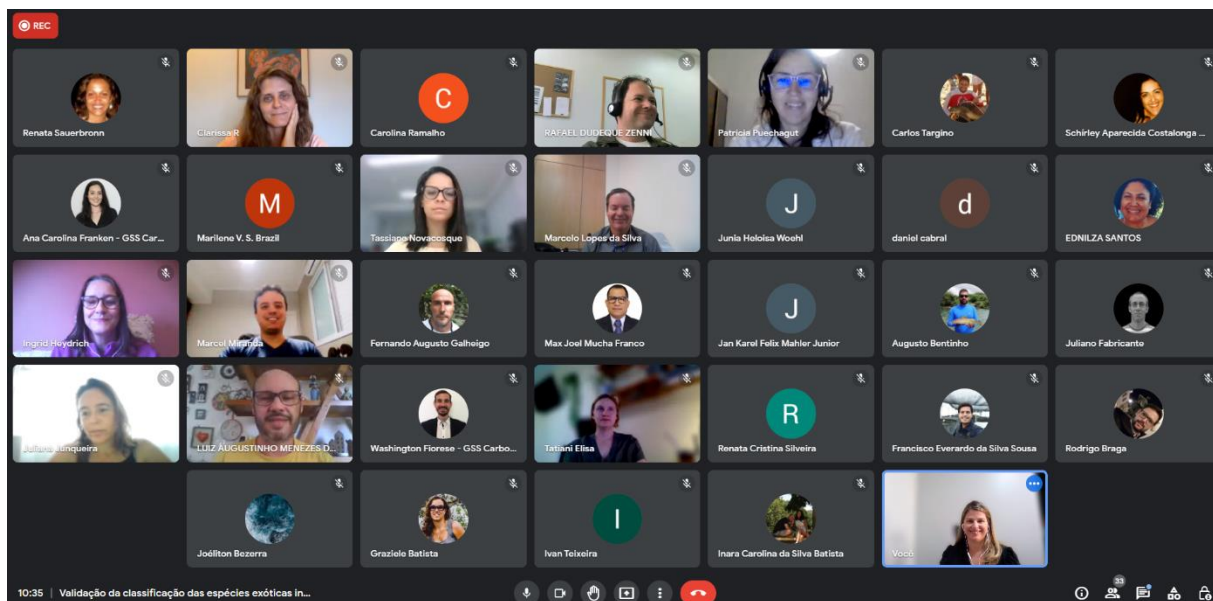 REC
Renata Sauerbronn
Clarissa R
C
Carolina Ramalho
RAFAEL DUDEQUE ZENNI
Patricia Puechagut
Carlos Targino
Schirley Aparecida Costalonga ...
Ana Carolina Franken - GSS Car...
M
Marilene V. S. Brazil
Tassiane Novacosque
Marcelo Lopes da Silva
J
Junia Heloisa Woehl
d
daniel cabral
EDNILZA SANTOS
Ingrid Heydrich
Marcel Miranda
Fernando Augusto Galheigo
Max Joel Mucha Franco
J
Jan Karel Felix Mahler Junior
Augusto Bentinho
Juliano Fabricante
Juliana Junqueira
LUIZ AUGUSTINHO MENEZES D...
Washington Fiorese - GSS Carbo...
Tatiani Elisa
R
Renata Cristina Silveira
Francisco Everardo da Silva Sousa
Rodrigo Braga
Joéliton Bezerra
Graziele Batista
I
Ivan Teixeira
Inara Carolina da Silva Batista
Você
10:35 | Validação da classificação das espécies exóticas in...
33